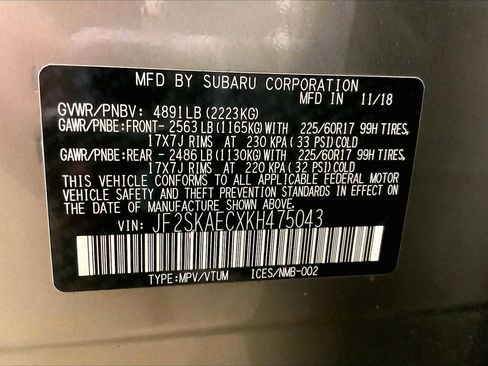 MFD BY SUBARU CORPORATION
MFD IN 11/18
GVWR/PNBV: 4891LB (2223KG)
GAWR/PNBE:FRONT- 2563LB (1165KG) WITH 225/60R17 99H TIRES,
17X7J RIMS AT 230 KPA (33 PSI) COLD
GAWR/PNBE:REAR - 2486LB (1130KG) WITH 225/60R17 99H TIRES,
17X7J RIMS AT 220 KPA (32 PSI) COLD
THIS VEHICLE CONFORMS TO ALL APPLICABLE FEDERAL MOTOR
VEHICLE SAFETY AND THEFT PREVENTION STANDARDS IN EFFECT ON
THE DATE OF MANUFACTURE SHOWN ABOVE.
VIN: JF2SKAECXKH475043
TYPE:MPV/VTUM ICES/NMB-002